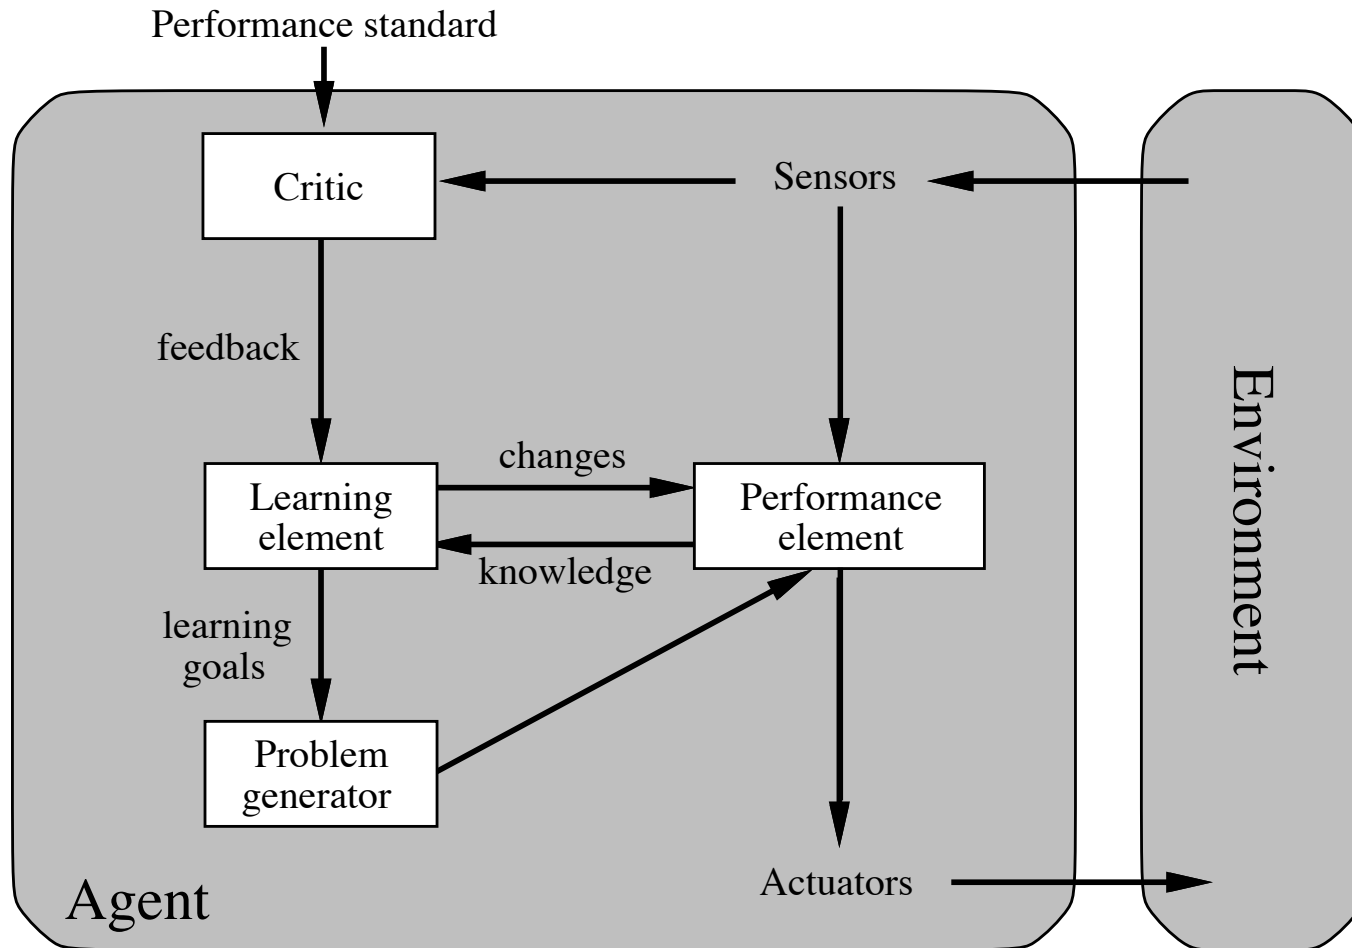 Performance standard
Critic
Sensors
feedback
changes
Learning
element
Performance
element
knowledge
learning
goals
Problem
generator
Agent
Actuators
Environment